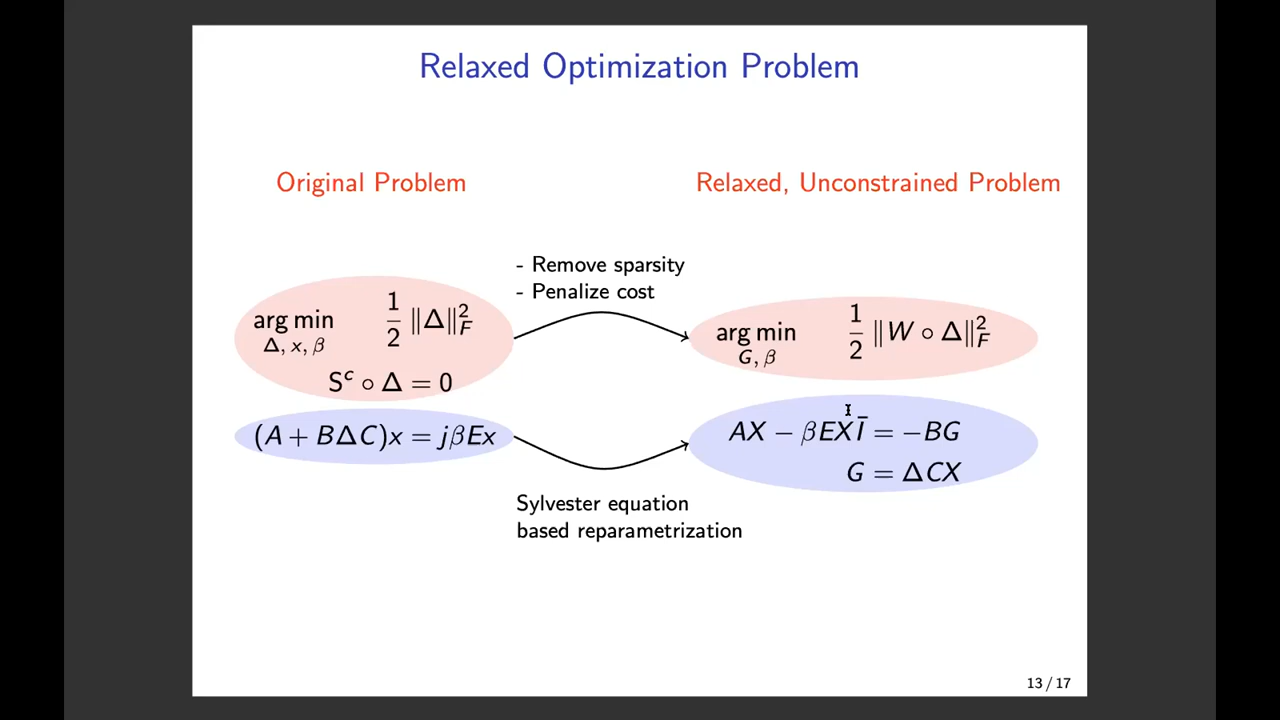 Relaxed Optimization Problem
Original Problem
Relaxed, Unconstrained Problem
- Remove sparsity
- Penalize cost
arg min 1/2 ‖Δ‖²_F
Δ, x, β
Sᶜ ∘ Δ = 0
(A + BΔC)x = jβEx
arg min 1/2 ‖W ∘ Δ‖²_F
G, β
AX − βEXĪ = −BG
G = ΔCX
Sylvester equation
based reparametrization
13 / 17